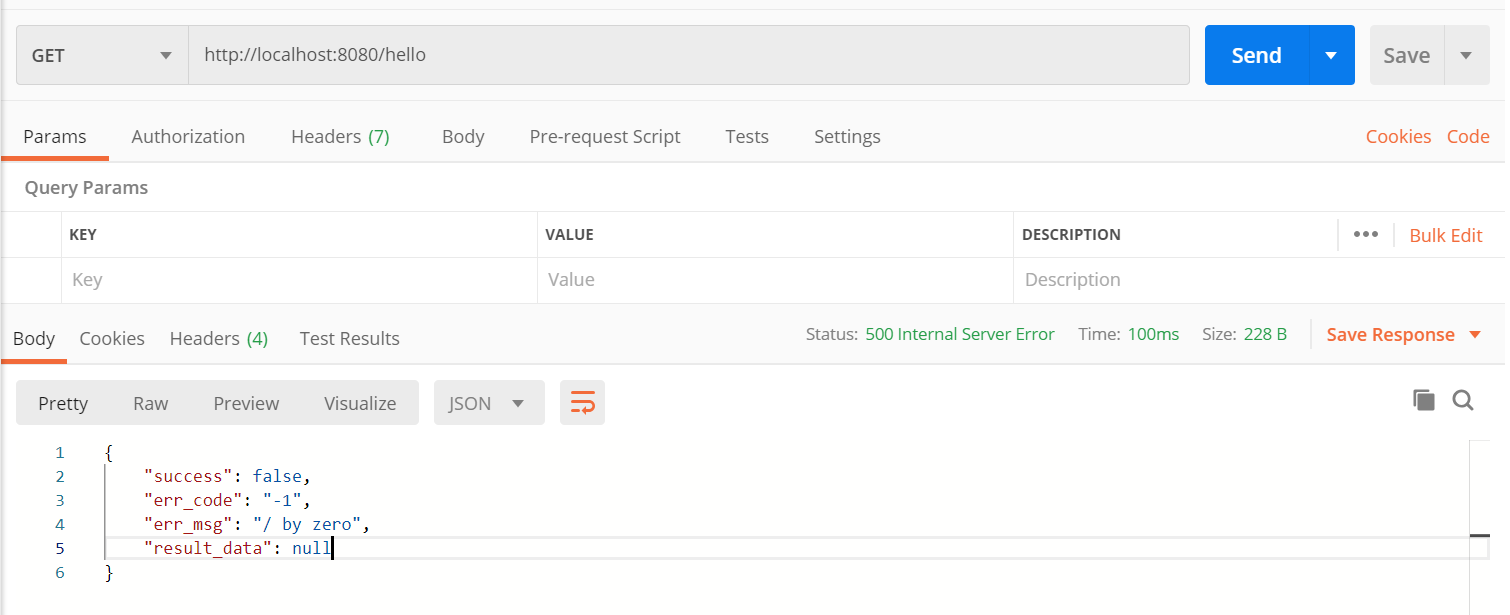 GET http://localhost:8080/hello Send Save
Params Authorization Headers (7) Body Pre-request Script Tests Settings Cookies Code
Query Params
KEY VALUE DESCRIPTION ••• Bulk Edit
Key Value Description
Body Cookies Headers (4) Test Results Status: 500 Internal Server Error Time: 100ms Size: 228 B Save Response
Pretty Raw Preview Visualize JSON
1 {
2 "success": false,
3 "err_code": "-1",
4 "err_msg": "/ by zero",
5 "result_data": null
6 }